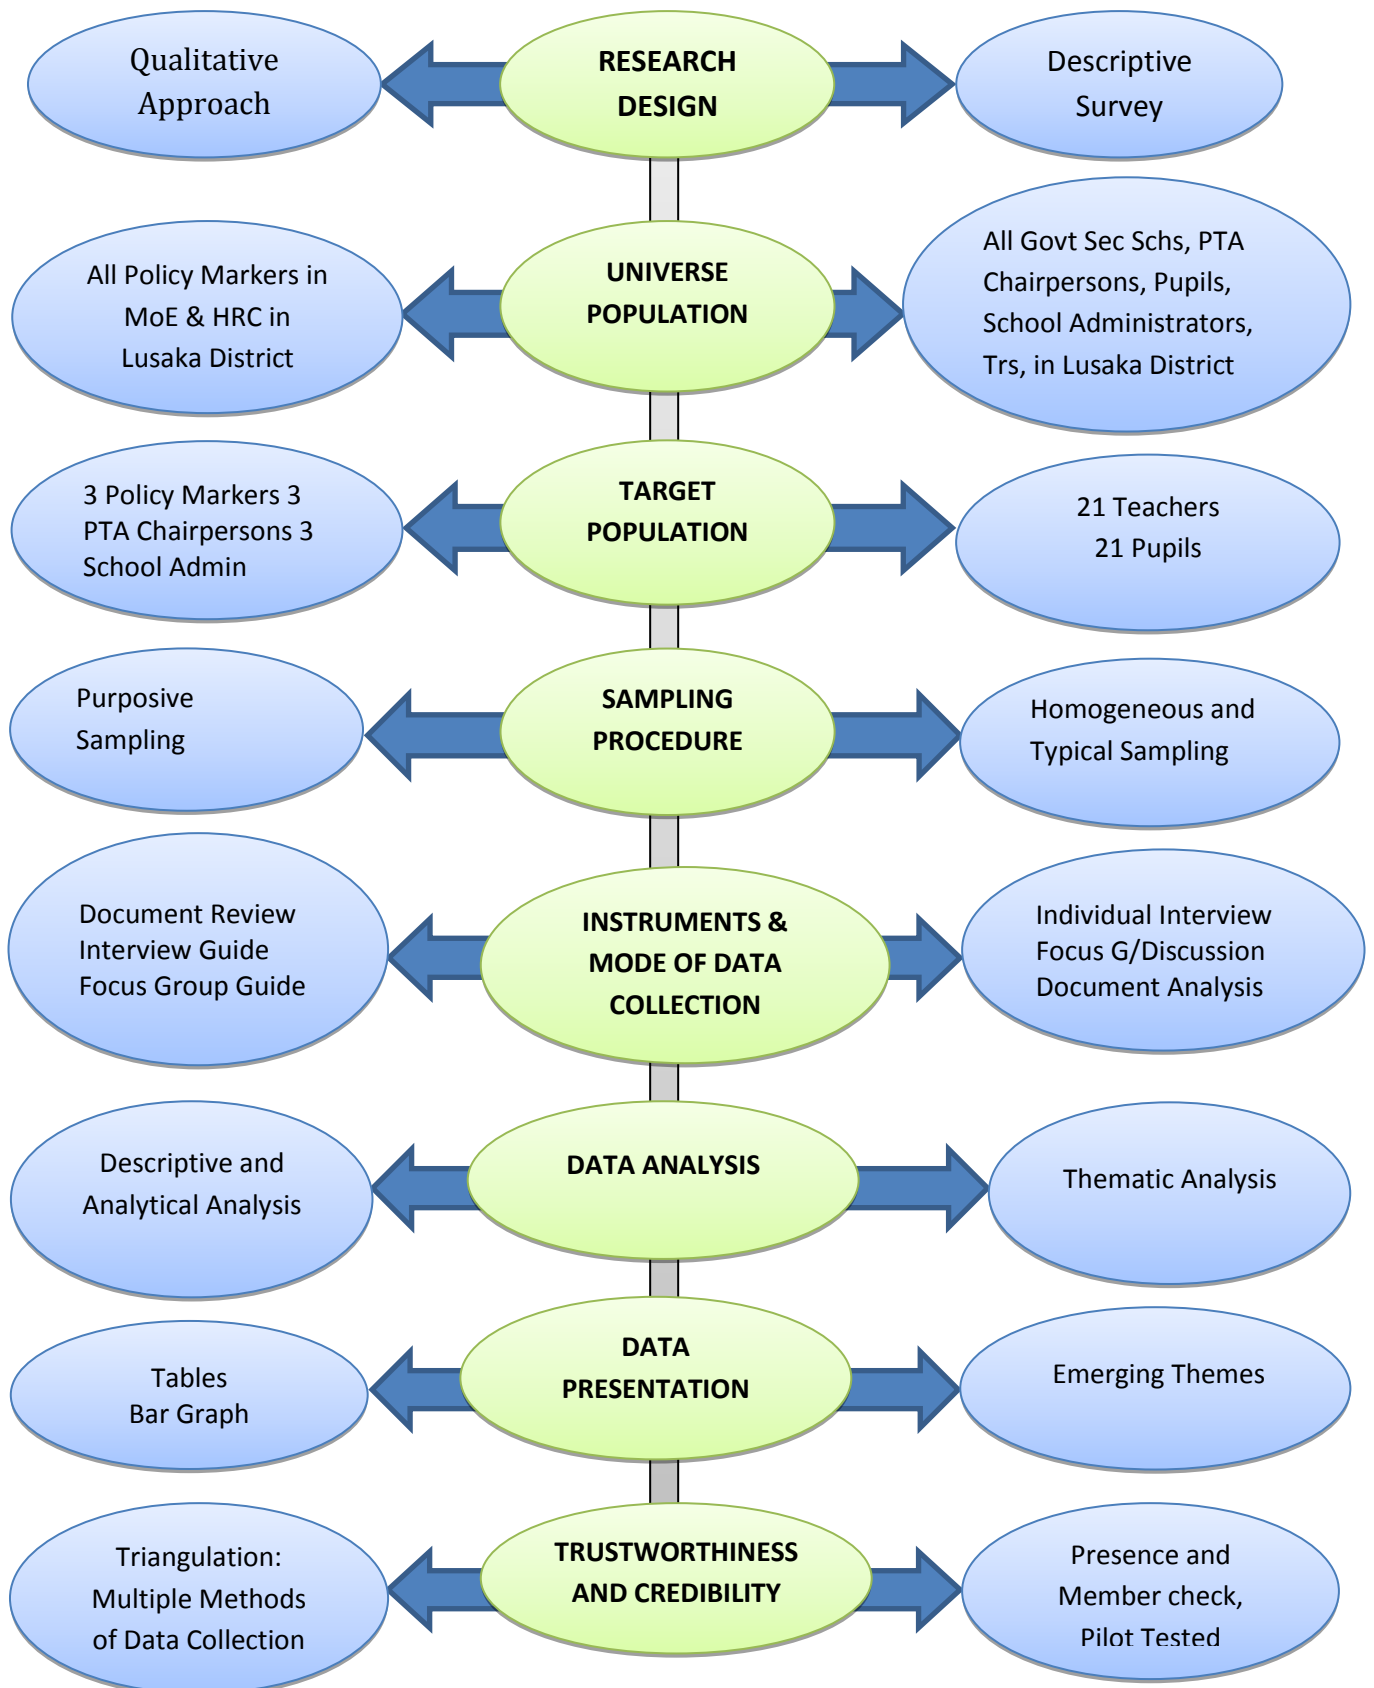 Qualitative
Approach
RESEARCH
DESIGN
Descriptive
Survey
All Policy Markers in
MoE & HRC in
Lusaka District
UNIVERSE
POPULATION
All Govt Sec Schs, PTA
Chairpersons, Pupils,
School Administrators,
Trs, in Lusaka District
3 Policy Markers 3
PTA Chairpersons 3
School Admin
TARGET
POPULATION
21 Teachers
21 Pupils
Purposive
Sampling
SAMPLING
PROCEDURE
Homogeneous and
Typical Sampling
Document Review
Interview Guide
Focus Group Guide
INSTRUMENTS &
MODE OF DATA
COLLECTION
Individual Interview
Focus G/Discussion
Document Analysis
Descriptive and
Analytical Analysis
DATA ANALYSIS
Thematic Analysis
Tables
Bar Graph
DATA
PRESENTATION
Emerging Themes
Triangulation:
Multiple Methods
of Data Collection
TRUSTWORTHINESS
AND CREDIBILITY
Presence and
Member check,
Pilot Tested